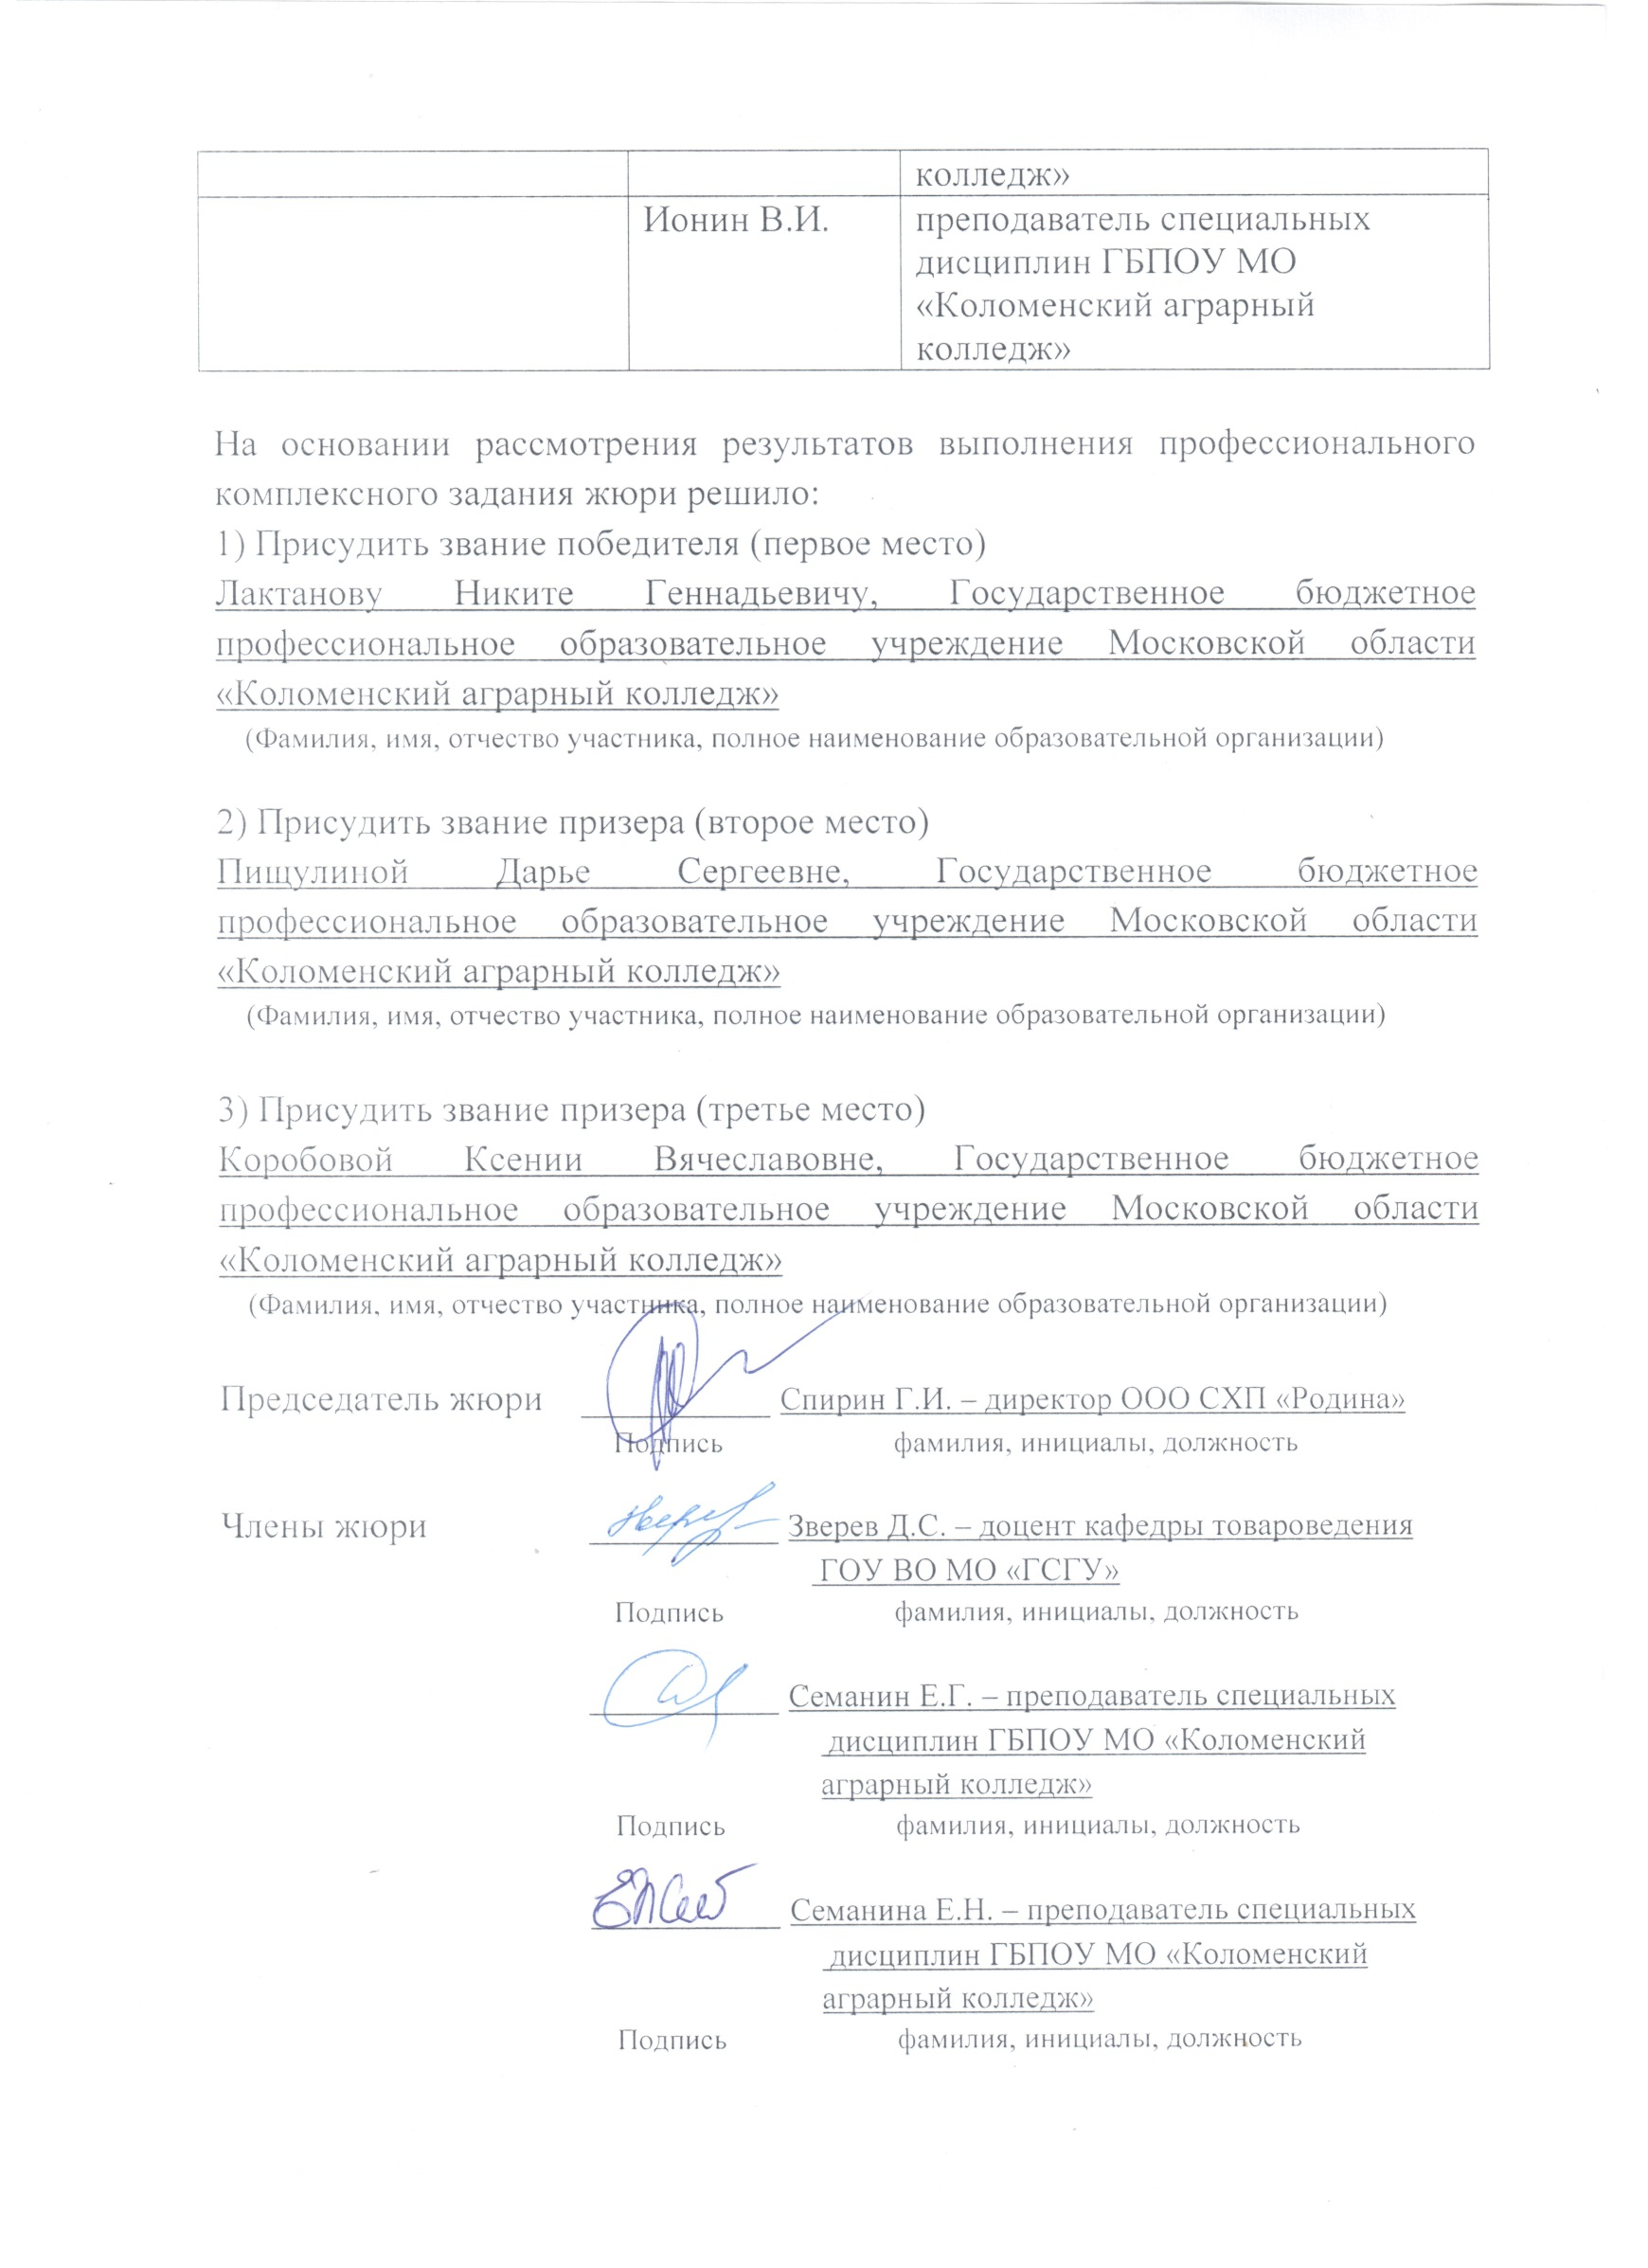 колледж»
Ионин В.И.
преподаватель специальных
дисциплин ГБПОУ МО
«Коломенский аграрный
колледж»
На основании рассмотрения результатов выполнения профессионального
комплексного задания жюри решило:
1) Присудить звание победителя (первое место)
Лактанову Никите Геннадьевичу, Государственное бюджетное
профессиональное образовательное учреждение Московской области
«Коломенский аграрный колледж»
(Фамилия, имя, отчество участника, полное наименование образовательной организации)
2) Присудить звание призера (второе место)
Пищулиной Дарье Сергеевне, Государственное бюджетное
профессиональное образовательное учреждение Московской области
«Коломенский аграрный колледж»
(Фамилия, имя, отчество участника, полное наименование образовательной организации)
3) Присудить звание призера (третье место)
Коробовой Ксении Вячеславовне, Государственное бюджетное
профессиональное образовательное учреждение Московской области
«Коломенский аграрный колледж»
(Фамилия, имя, отчество участника, полное наименование образовательной организации)
Председатель жюри Спирин Г.И. – директор ООО СХП «Родина»
Подпись фамилия, инициалы, должность
Члены жюри Зверев Д.С. – доцент кафедры товароведения
ГОУ ВО МО «ГСГУ»
Подпись фамилия, инициалы, должность
Семанин Е.Г. – преподаватель специальных
дисциплин ГБПОУ МО «Коломенский
аграрный колледж»
Подпись фамилия, инициалы, должность
Семанина Е.Н. – преподаватель специальных
дисциплин ГБПОУ МО «Коломенский
аграрный колледж»
Подпись фамилия, инициалы, должность